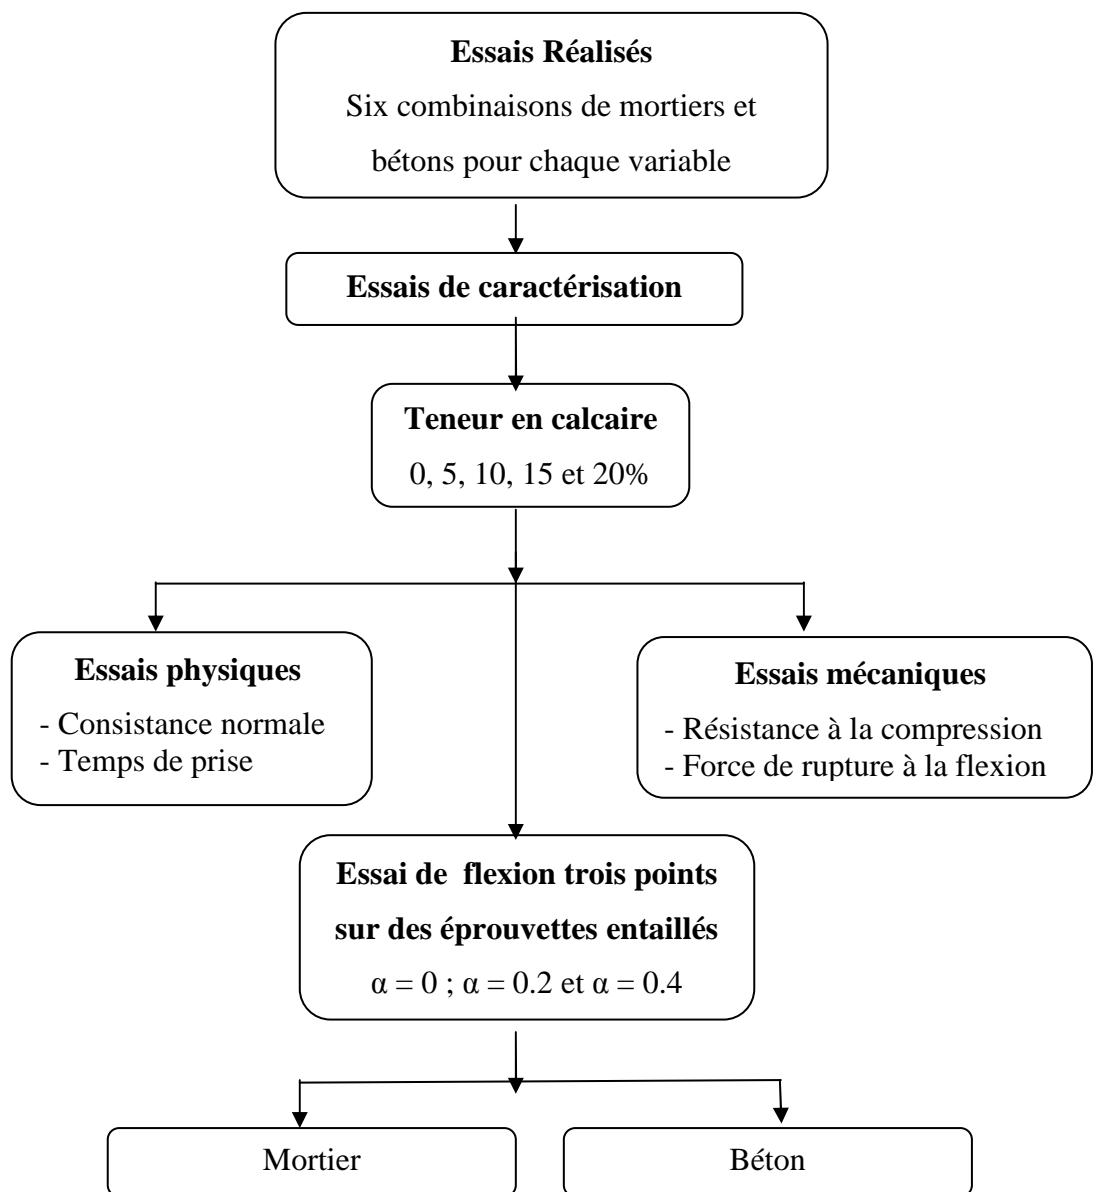 Essais Réalisés
Six combinaisons de mortiers et
bétons pour chaque variable
Essais de caractérisation
Teneur en calcaire
0, 5, 10, 15 et 20%
Essais physiques
- Consistance normale
- Temps de prise
Essais mécaniques
- Résistance à la compression
- Force de rupture à la flexion
Essai de flexion trois points
sur des éprouvettes entaillés
α = 0 ; α = 0.2 et α = 0.4
Mortier
Béton